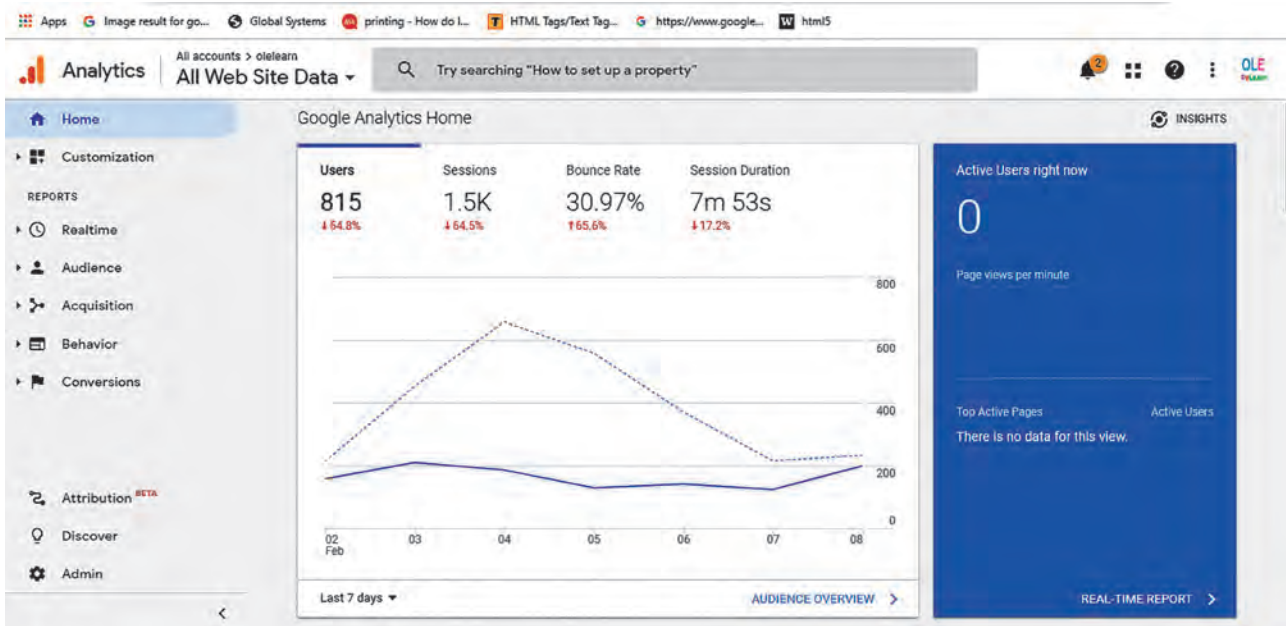 Apps Image result for go... Global Systems printing - How do I... HTML Tags/Text Tag... https://www.google... html5
Analytics
All accounts > olelearn
All Web Site Data
Try searching "How to set up a property"
2
OLE
Home
Customization
REPORTS
Realtime
Audience
Acquisition
Behavior
Conversions
Attribution BETA
Discover
Admin
Google Analytics Home
INSIGHTS
Users Sessions Bounce Rate Session Duration
815 1.5K 30.97% 7m 53s
↓64.8% ↓64.5% ↑65.6% ↓17.2%
800
600
400
200
0
02 03 04 05 06 07 08
Feb
Last 7 days
AUDIENCE OVERVIEW >
Active Users right now
0
Page views per minute
Top Active Pages Active Users
There is no data for this view.
REAL-TIME REPORT >